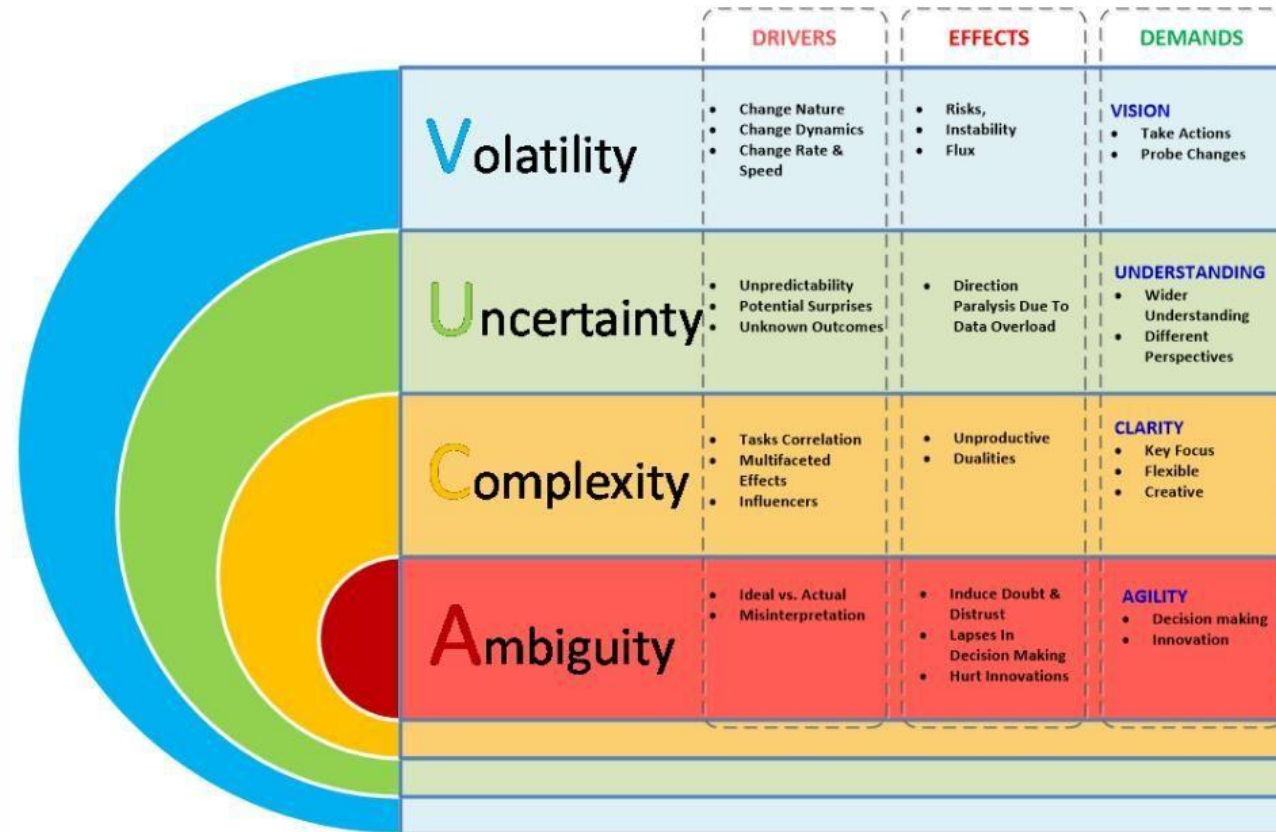 DRIVERS
EFFECTS
DEMANDS
Volatility
• Change Nature
• Change Dynamics
• Change Rate &
Speed
• Risks,
• Instability
• Flux
VISION
• Take Actions
• Probe Changes
Uncertainty
• Unpredictability
• Potential Surprises
• Unknown Outcomes
• Direction
Paralysis Due To
Data Overload
UNDERSTANDING
• Wider
Understanding
• Different
Perspectives
Complexity
• Tasks Correlation
• Multifaceted
Effects
• Influencers
• Unproductive
• Dualities
CLARITY
• Key Focus
• Flexible
• Creative
Ambiguity
• Ideal vs. Actual
• Misinterpretation
• Induce Doubt &
Distrust
• Lapses In
Decision Making
• Hurt Innovations
AGILITY
• Decision making
• Innovation